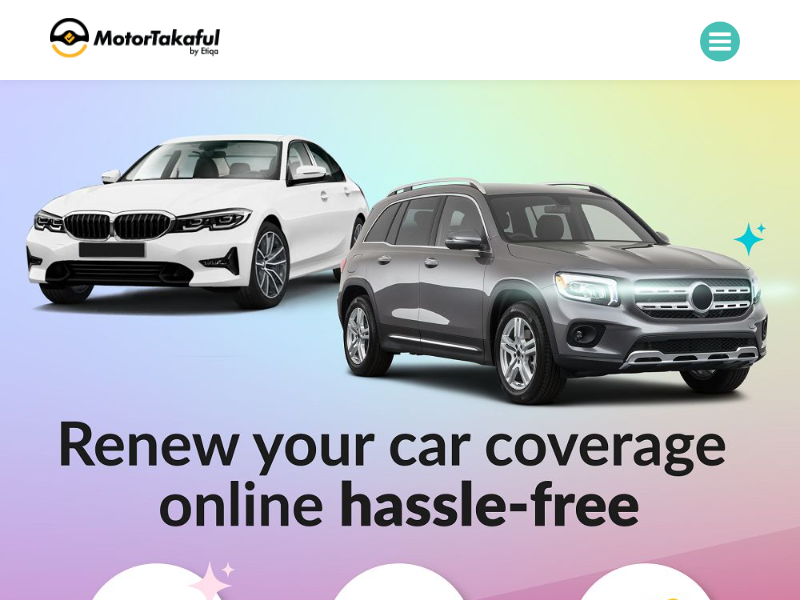 MotorTakaful
by Etiqa
Renew your car coverage
online hassle-free